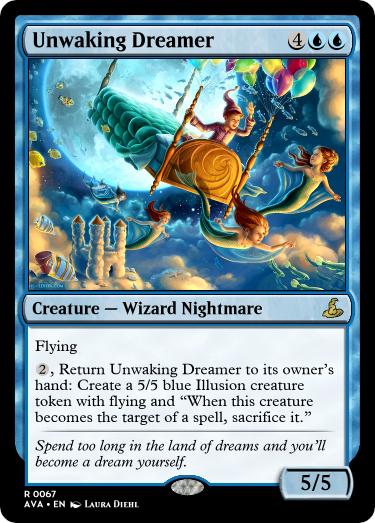 Unwaking Dreamer 4
Creature — Wizard Nightmare
Flying
2, Return Unwaking Dreamer to its owner's
hand: Create a 5/5 blue Illusion creature
token with flying and “When this creature
becomes the target of a spell, sacrifice it.”
Spend too long in the land of dreams and you'll
become a dream yourself.
5/5
R 0067
AVA • EN Laura Diehl